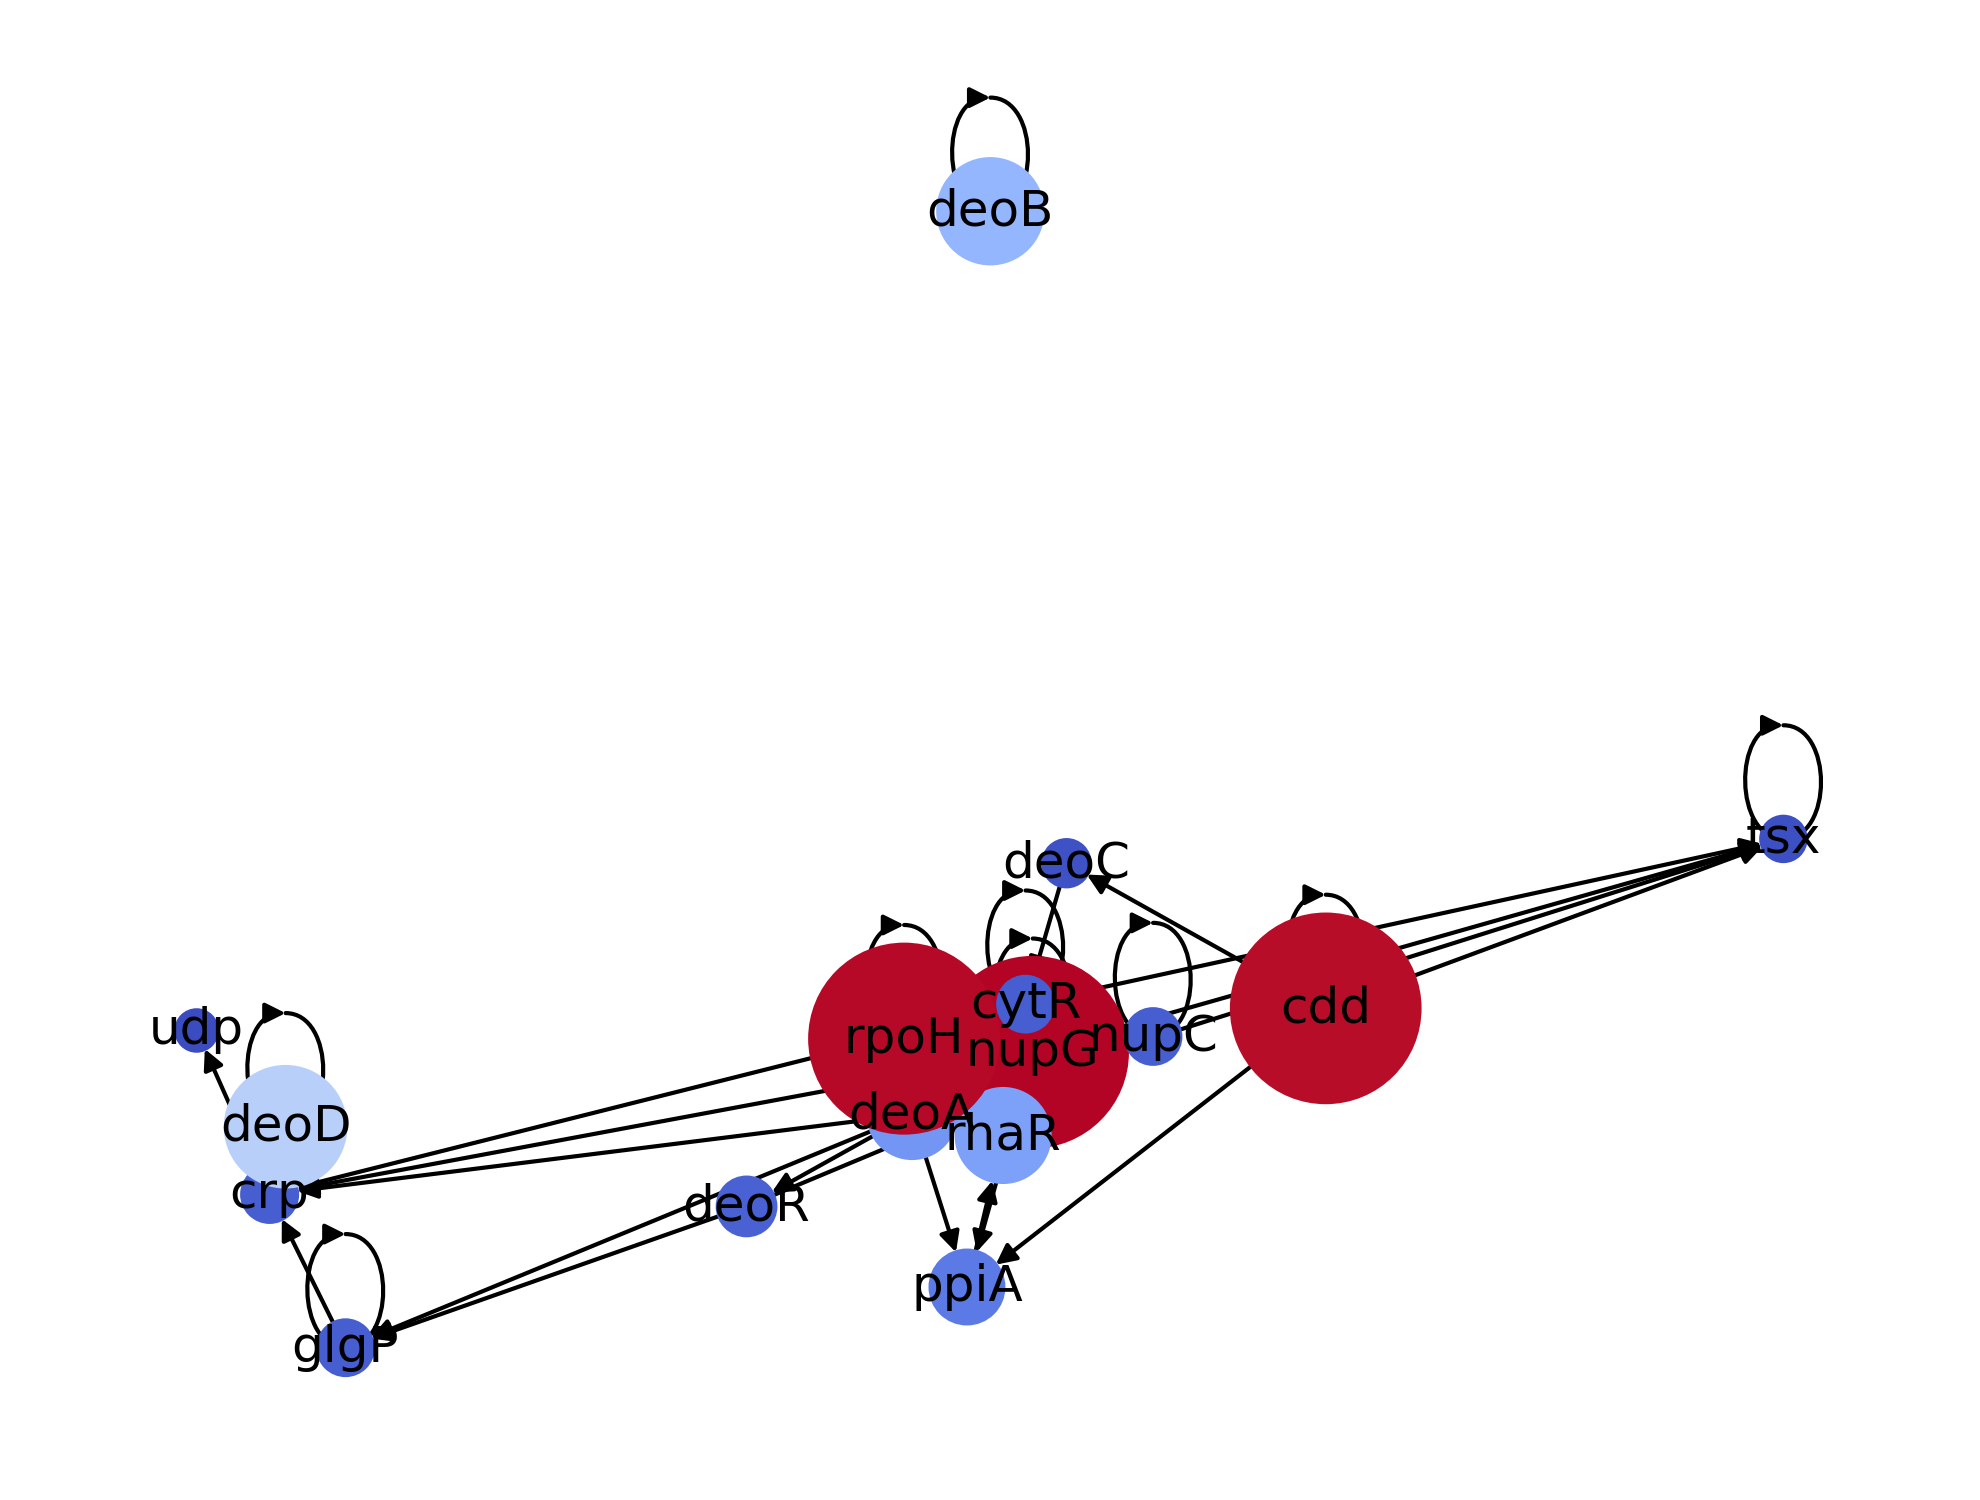 deoB
tsx
deoC
cytR
cdd
udp
rpoH
nupG
nupC
deoA
deoD
rhaR
crp
deoR
ppiA
glgP